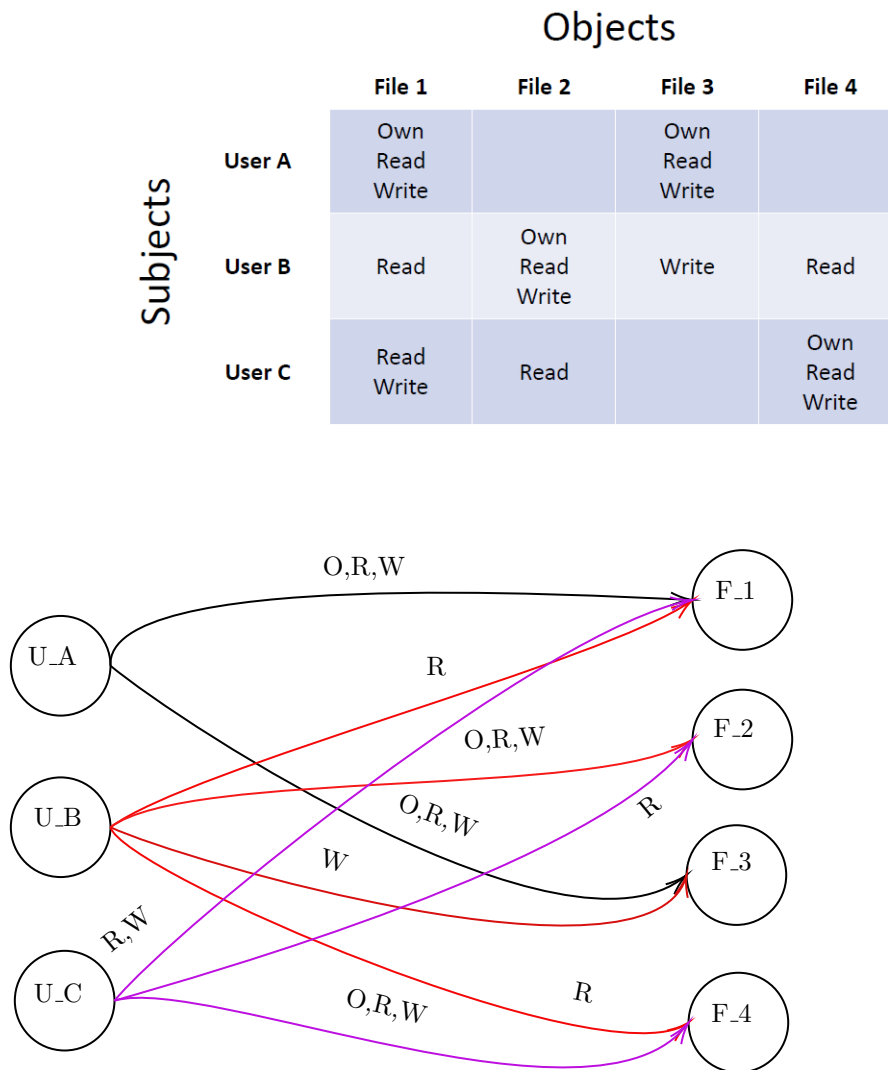 Objects
File 1 File 2 File 3 File 4
Subjects
User A
Own
Read
Write
Own
Read
Write
User B
Read
Own
Read
Write
Write
Read
User C
Read
Write
Read
Own
Read
Write
O,R,W
F_1
U_A
R
O,R,W
F_2
O,R,W
R
U_B
W
F_3
R,W
U_C
O,R,W
R
F_4